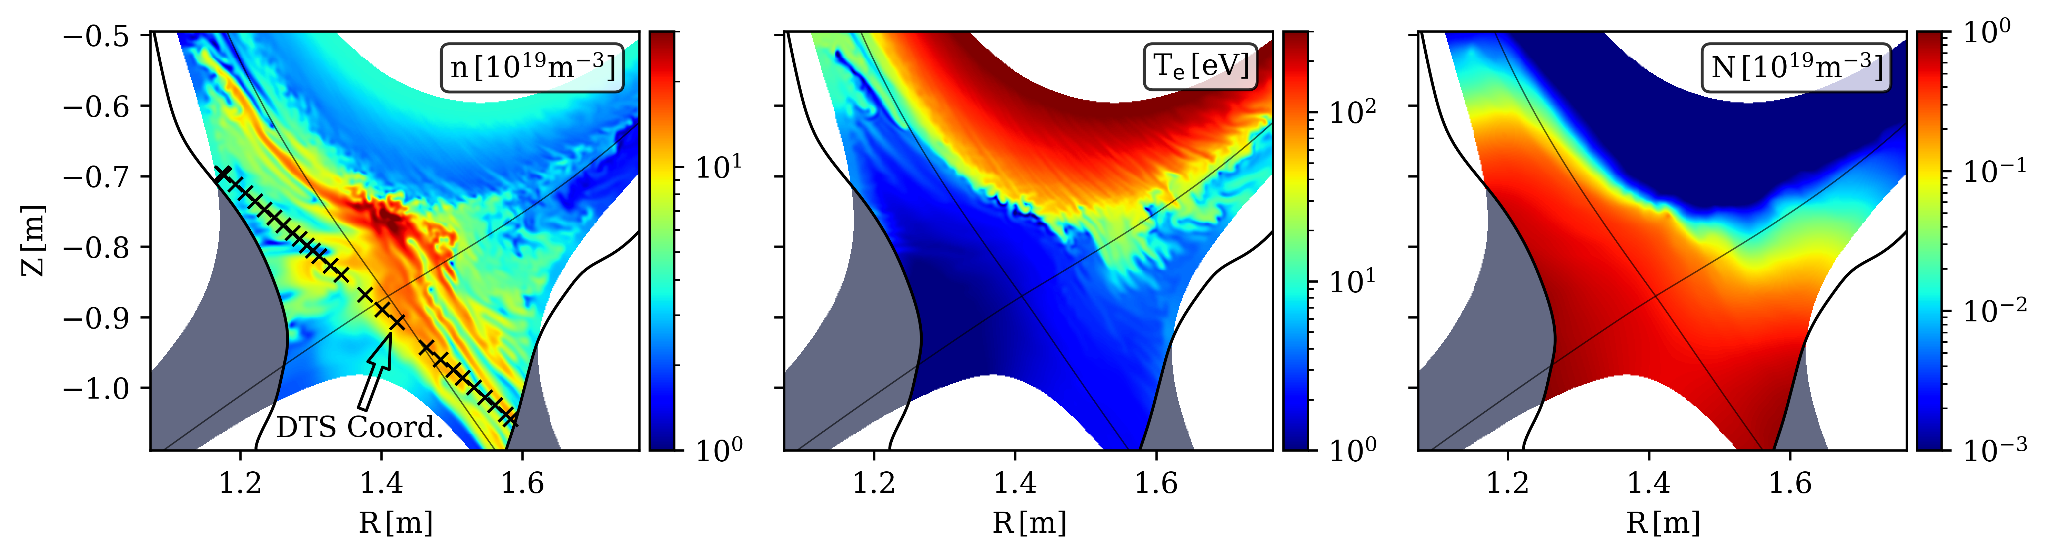 n [10¹⁹m⁻³]
Tₑ [eV]
N [10¹⁹m⁻³]
Z [m]
−0.5
−0.6
−0.7
−0.8
−0.9
−1.0
DTS Coord.
10¹
10⁰
10²
10¹
10⁰
10⁰
10⁻¹
10⁻²
10⁻³
1.2 1.4 1.6
1.2 1.4 1.6
1.2 1.4 1.6
R [m]
R [m]
R [m]